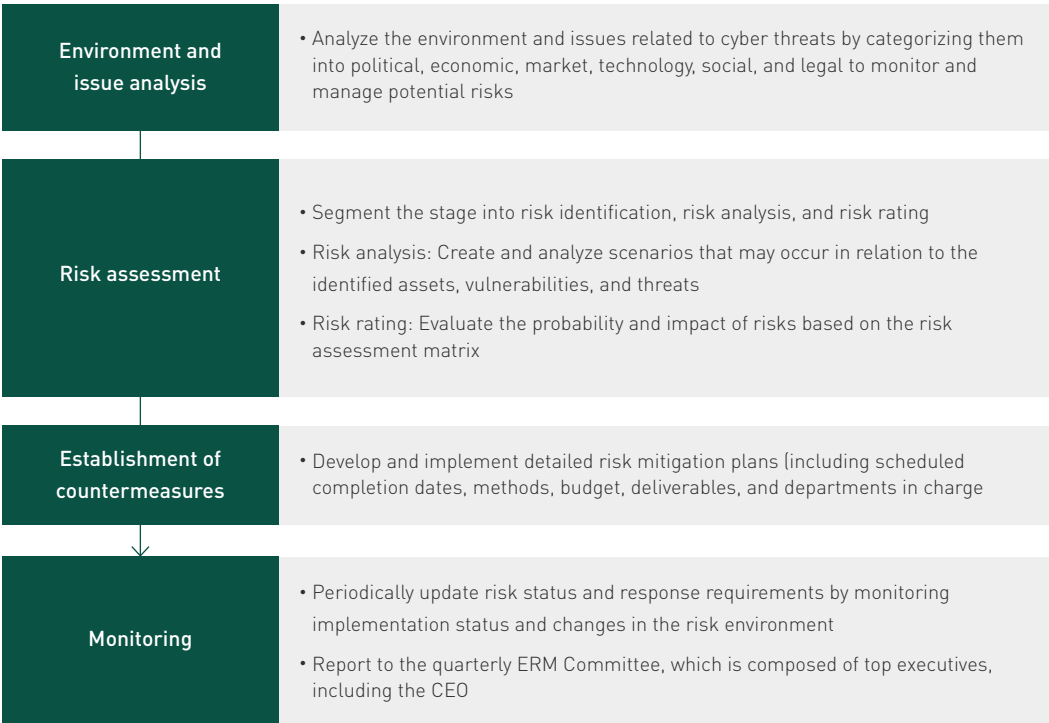 Environment and
issue analysis
• Analyze the environment and issues related to cyber threats by categorizing them
into political, economic, market, technology, social, and legal to monitor and
manage potential risks
Risk assessment
• Segment the stage into risk identification, risk analysis, and risk rating
• Risk analysis: Create and analyze scenarios that may occur in relation to the
identified assets, vulnerabilities, and threats
• Risk rating: Evaluate the probability and impact of risks based on the risk
assessment matrix
Establishment of
countermeasures
• Develop and implement detailed risk mitigation plans (including scheduled
completion dates, methods, budget, deliverables, and departments in charge
Monitoring
• Periodically update risk status and response requirements by monitoring
implementation status and changes in the risk environment
• Report to the quarterly ERM Committee, which is composed of top executives,
including the CEO